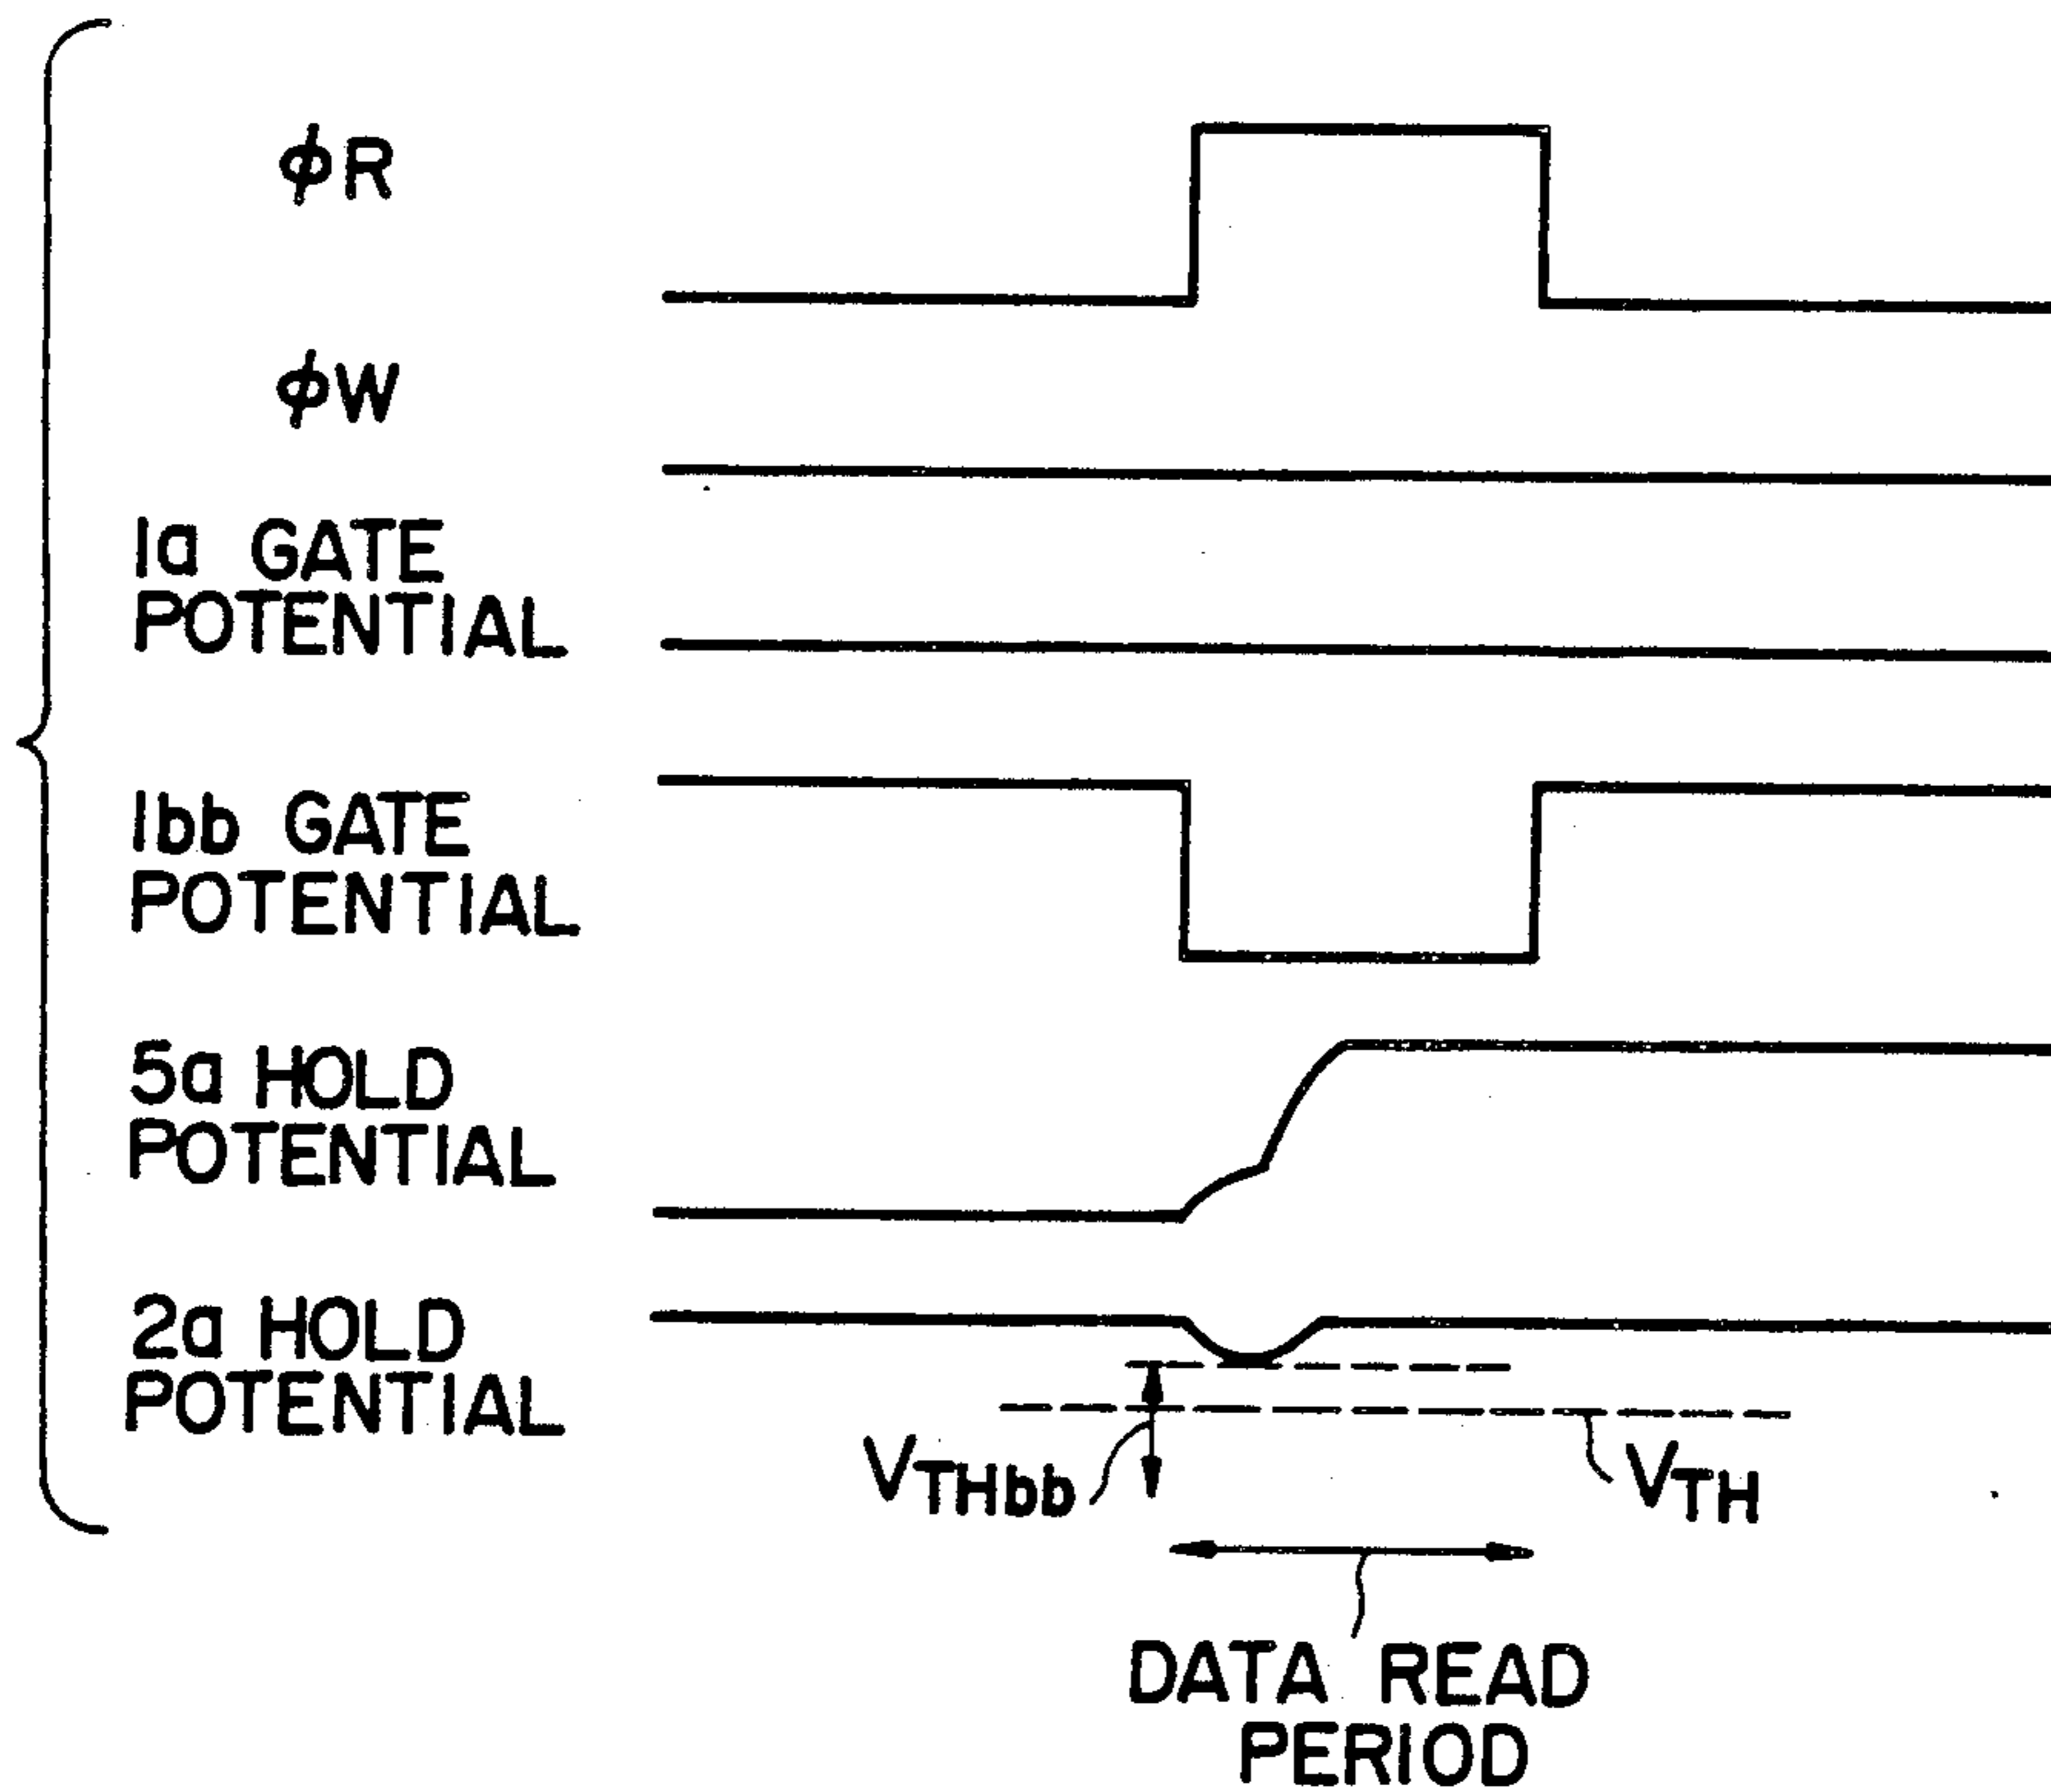 ϕR
ϕW
1a GATE
POTENTIAL
1bb GATE
POTENTIAL
5a HOLD
POTENTIAL
2a HOLD
POTENTIAL
VTHbb
VTH
DATA READ
PERIOD